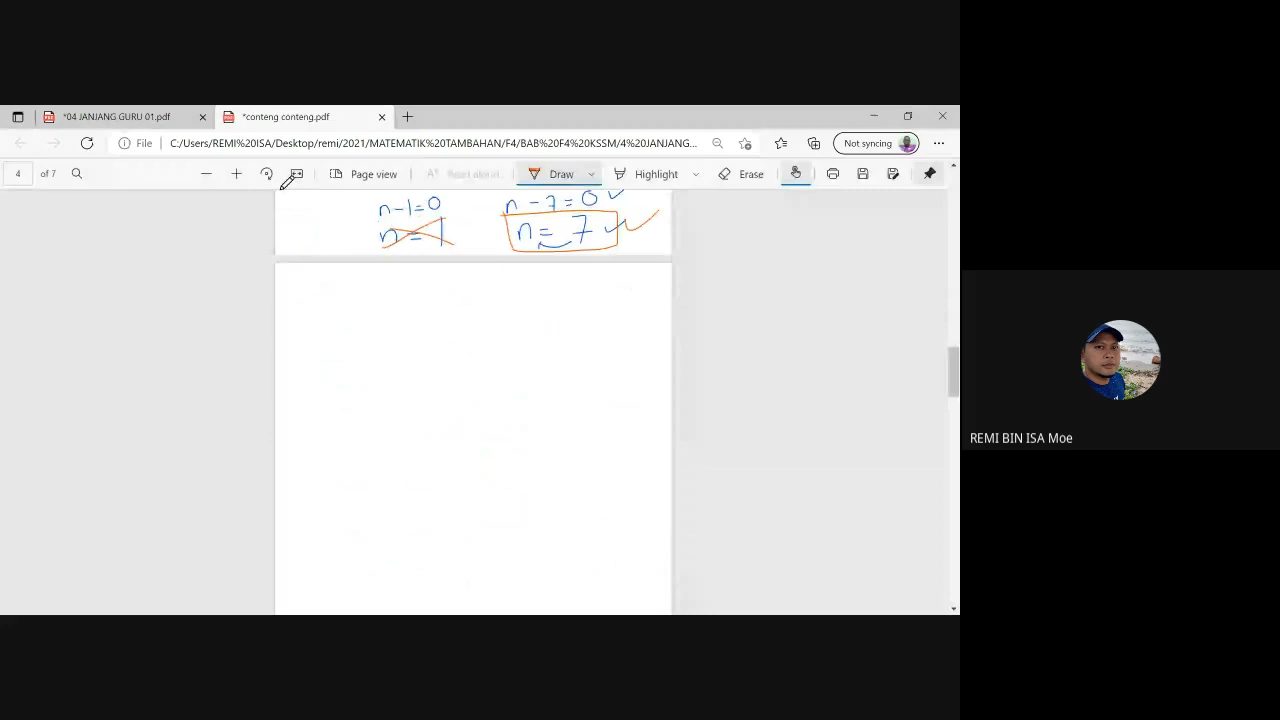 *04 JANJANG GURU 01.pdf
*conteng conteng.pdf
File
C:/Users/REMI%20ISA/Desktop/remi/2021/MATEMATIK%20TAMBAHAN/F4/BAB%20F4%20KSSM/4%20JANJANG...
Not syncing
4 of 7
Page view
Read aloud
Draw
Highlight
Erase
n-1=0
n - 7 = 0 ✓
n = 1
n = 7 ✓✓
REMI BIN ISA Moe